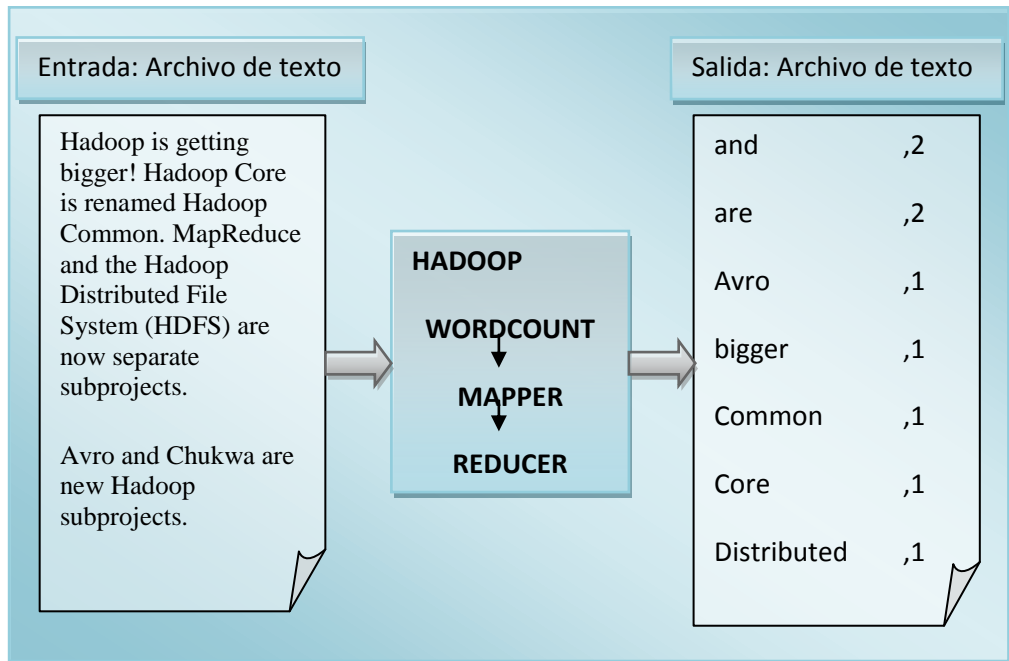 Entrada: Archivo de texto
Hadoop is getting
bigger! Hadoop Core
is renamed Hadoop
Common. MapReduce
and the Hadoop
Distributed File
System (HDFS) are
now separate
subprojects.
Avro and Chukwa are
new Hadoop
subprojects.
HADOOP
WORDCOUNT
MAPPER
REDUCER
Salida: Archivo de texto
and ,2
are ,2
Avro ,1
bigger ,1
Common ,1
Core ,1
Distributed ,1